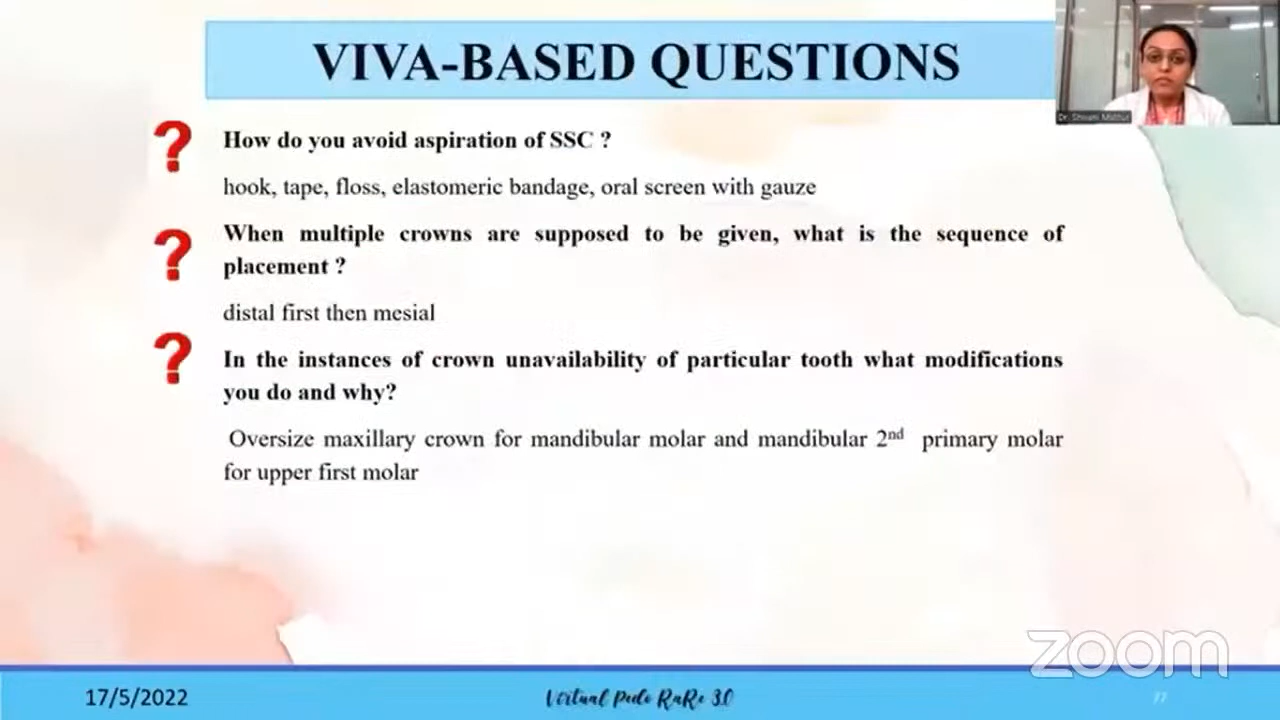 VIVA-BASED QUESTIONS
Dr. Shivani Mathur
How do you avoid aspiration of SSC ?
hook, tape, floss, elastomeric bandage, oral screen with gauze
When multiple crowns are supposed to be given, what is the sequence of
placement ?
distal first then mesial
In the instances of crown unavailability of particular tooth what modifications
you do and why?
Oversize maxillary crown for mandibular molar and mandibular 2nd primary molar
for upper first molar
zoom
17/5/2022
Virtual Pedo RaRe 3.0